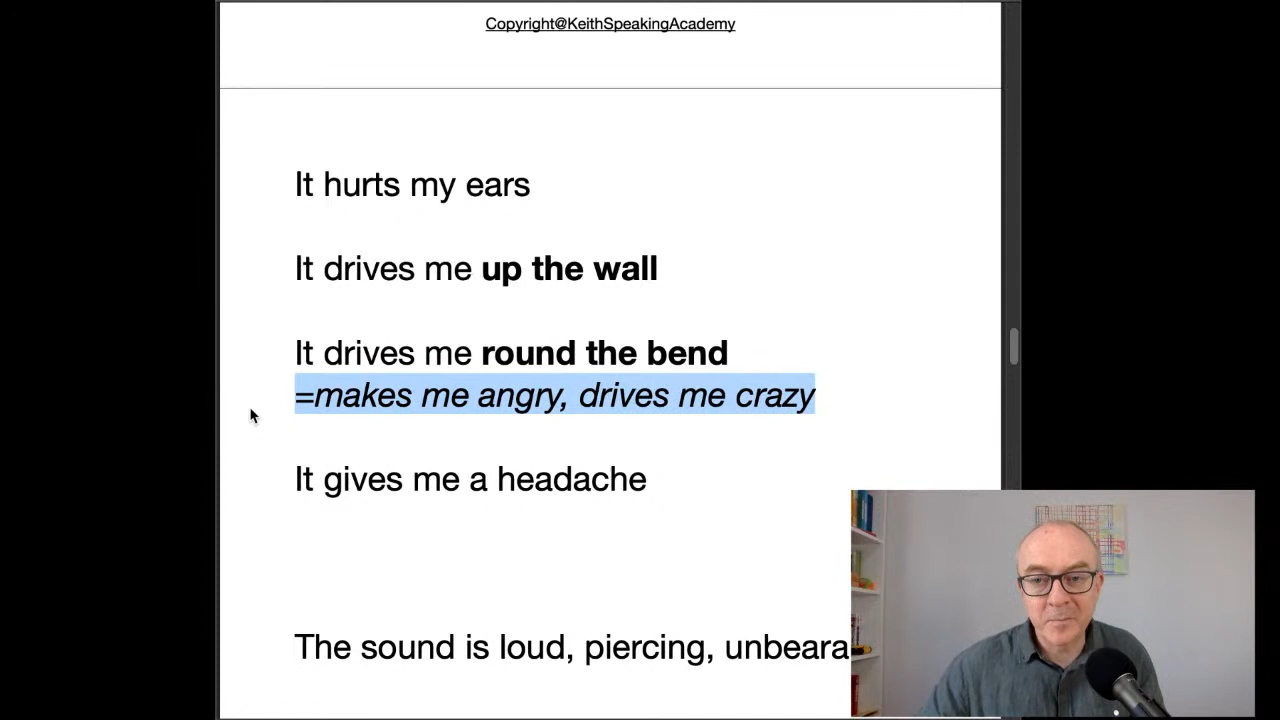 Copyright@KeithSpeakingAcademy
It hurts my ears
It drives me up the wall
It drives me round the bend
=makes me angry, drives me crazy
It gives me a headache
The sound is loud, piercing, unbeara